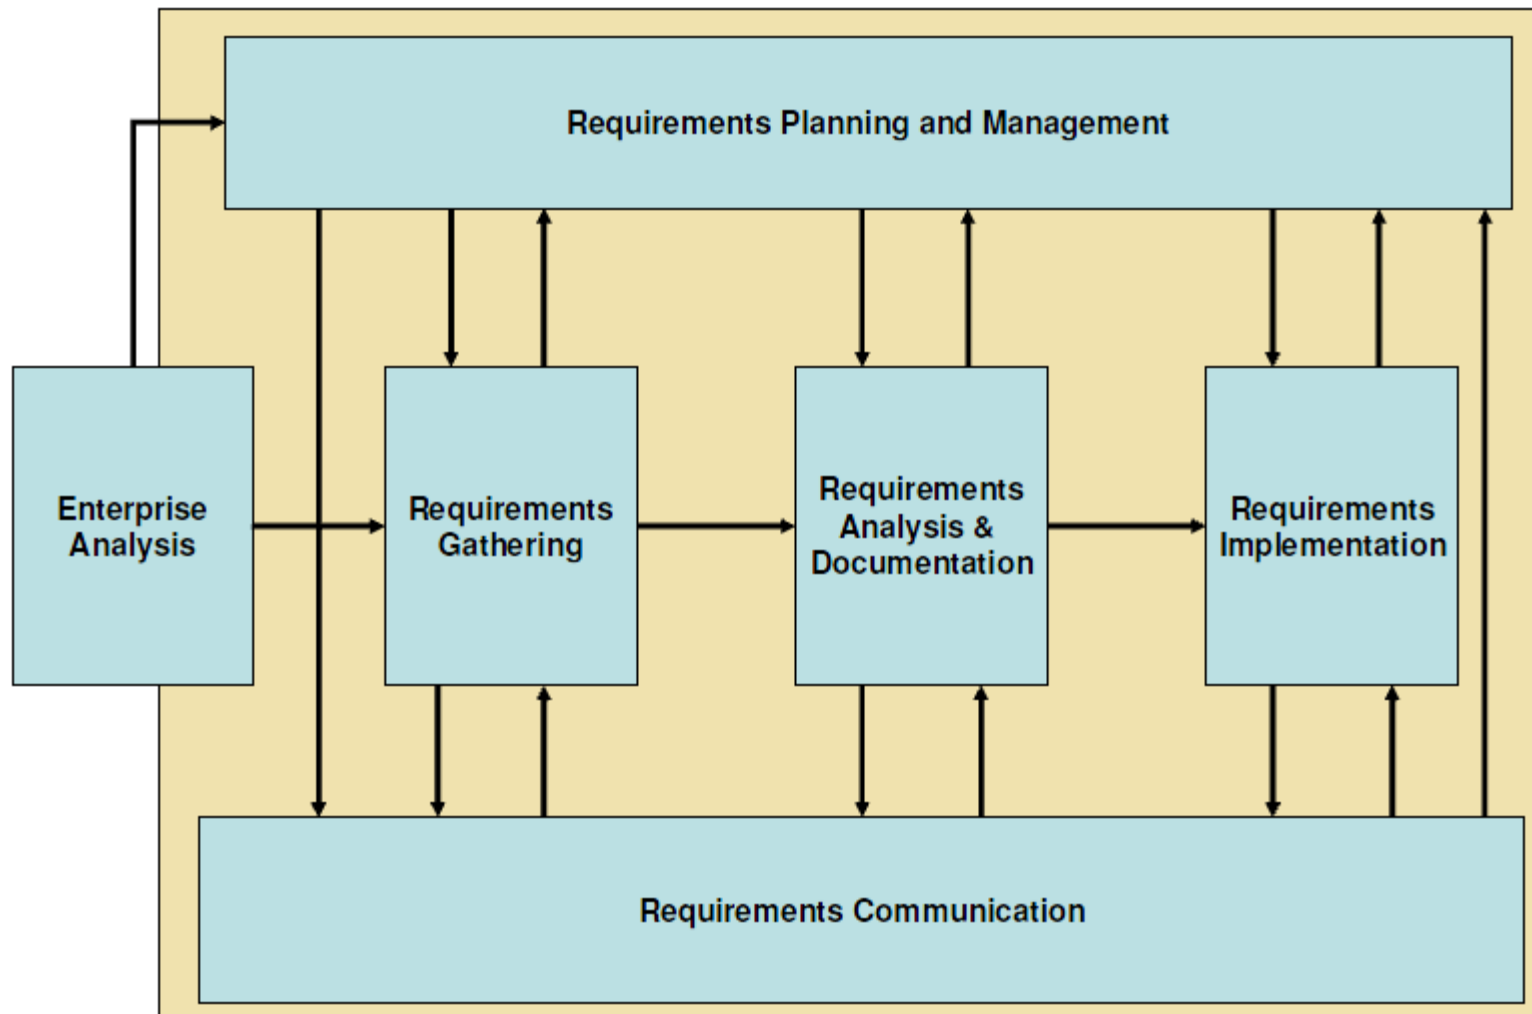 Requirements Planning and Management
Enterprise
Analysis
Requirements
Gathering
Requirements
Analysis &
Documentation
Requirements
Implementation
Requirements Communication